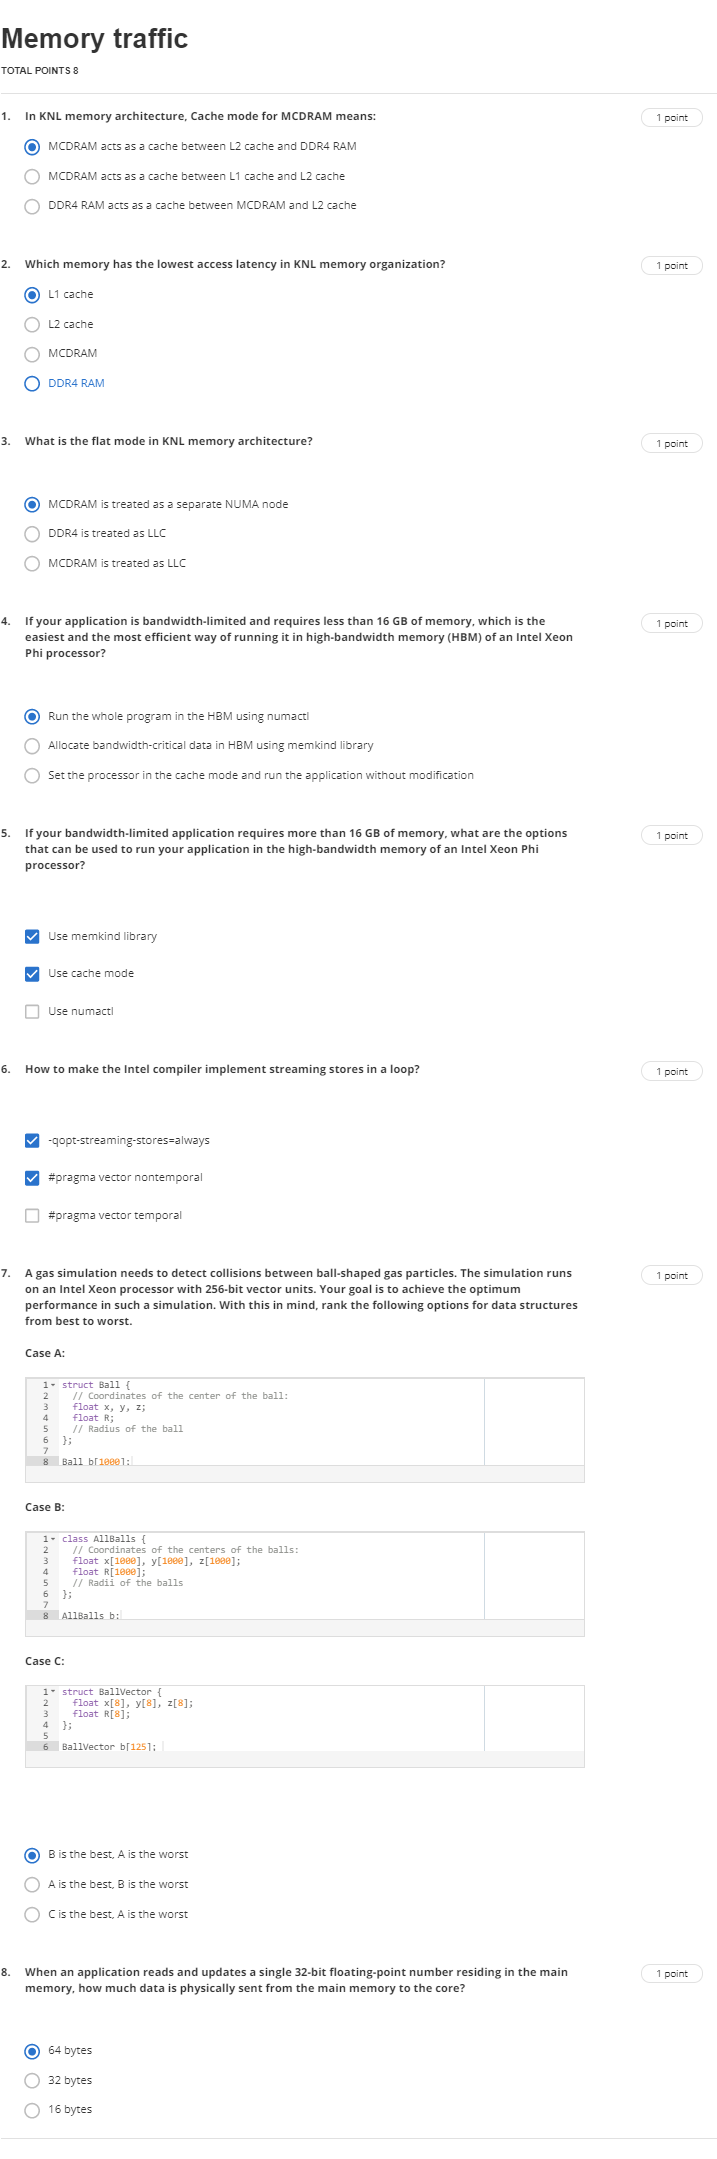 Memory traffic
TOTAL POINTS 8
1. In KNL memory architecture, Cache mode for MCDRAM means:
1 point
MCDRAM acts as a cache between L2 cache and DDR4 RAM
MCDRAM acts as a cache between L1 cache and L2 cache
DDR4 RAM acts as a cache between MCDRAM and L2 cache
2. Which memory has the lowest access latency in KNL memory organization?
1 point
L1 cache
L2 cache
MCDRAM
DDR4 RAM
3. What is the flat mode in KNL memory architecture?
1 point
MCDRAM is treated as a separate NUMA node
DDR4 is treated as LLC
MCDRAM is treated as LLC
4. If your application is bandwidth-limited and requires less than 16 GB of memory, which is the
easiest and the most efficient way of running it in high-bandwidth memory (HBM) of an Intel Xeon
Phi processor?
1 point
Run the whole program in the HBM using numactl
Allocate bandwidth-critical data in HBM using memkind library
Set the processor in the cache mode and run the application without modification
5. If your bandwidth-limited application requires more than 16 GB of memory, what are the options
that can be used to run your application in the high-bandwidth memory of an Intel Xeon Phi
processor?
1 point
Use memkind library
Use cache mode
Use numactl
6. How to make the Intel compiler implement streaming stores in a loop?
1 point
-qopt-streaming-stores=always
#pragma vector nontemporal
#pragma vector temporal
7. A gas simulation needs to detect collisions between ball-shaped gas particles. The simulation runs
on an Intel Xeon processor with 256-bit vector units. Your goal is to achieve the optimum
performance in such a simulation. With this in mind, rank the following options for data structures
from best to worst.
1 point
Case A:
1 struct Ball {
2 // Coordinates of the center of the ball:
3 float x, y, z;
4 float R;
5 // Radius of the ball
6 };
7
8 Ball b[1000];
Case B:
1 class AllBalls {
2 // Coordinates of the centers of the balls:
3 float x[1000], y[1000], z[1000];
4 float R[1000];
5 // Radii of the balls
6 };
7
8 AllBalls b;
Case C:
1 struct BallVector {
2 float x[8], y[8], z[8];
3 float R[8];
4 };
5
6 BallVector b[125];
B is the best, A is the worst
A is the best, B is the worst
C is the best, A is the worst
8. When an application reads and updates a single 32-bit floating-point number residing in the main
memory, how much data is physically sent from the main memory to the core?
1 point
64 bytes
32 bytes
16 bytes